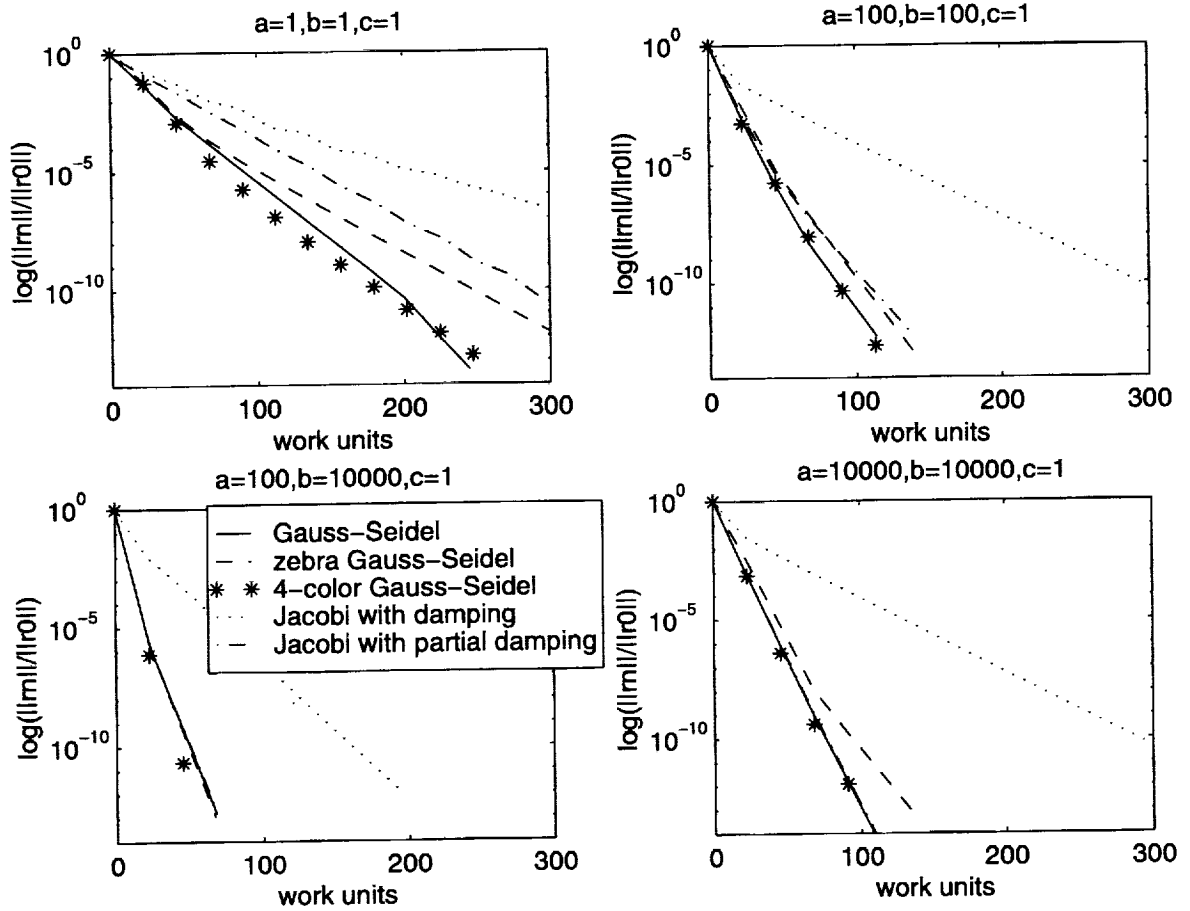 a=1,b=1,c=1
10^0
10^-5
10^-10
log(||rn||/||r0||)
0 100 200 300
work units
a=100,b=100,c=1
10^0
10^-5
10^-10
log(||rn||/||r0||)
0 100 200 300
work units
a=100,b=10000,c=1
10^0
10^-5
10^-10
log(||rn||/||r0||)
Gauss-Seidel
zebra Gauss-Seidel
4-color Gauss-Seidel
Jacobi with damping
Jacobi with partial damping
0 100 200 300
work units
a=10000,b=10000,c=1
10^0
10^-5
10^-10
log(||rn||/||r0||)
0 100 200 300
work units